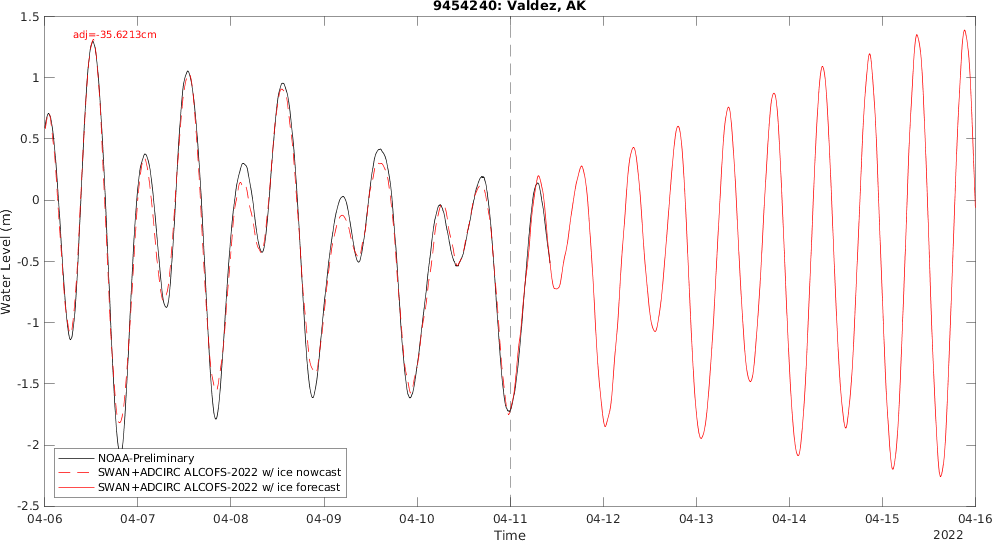 9454240: Valdez, AK
adj=-35.6213cm
Water Level (m)
1.5
1
0.5
0
-0.5
-1
-1.5
-2
-2.5
NOAA-Preliminary
SWAN+ADCIRC ALCOFS-2022 w/ ice nowcast
SWAN+ADCIRC ALCOFS-2022 w/ ice forecast
04-06 04-07 04-08 04-09 04-10 04-11 04-12 04-13 04-14 04-15 04-16
Time
2022